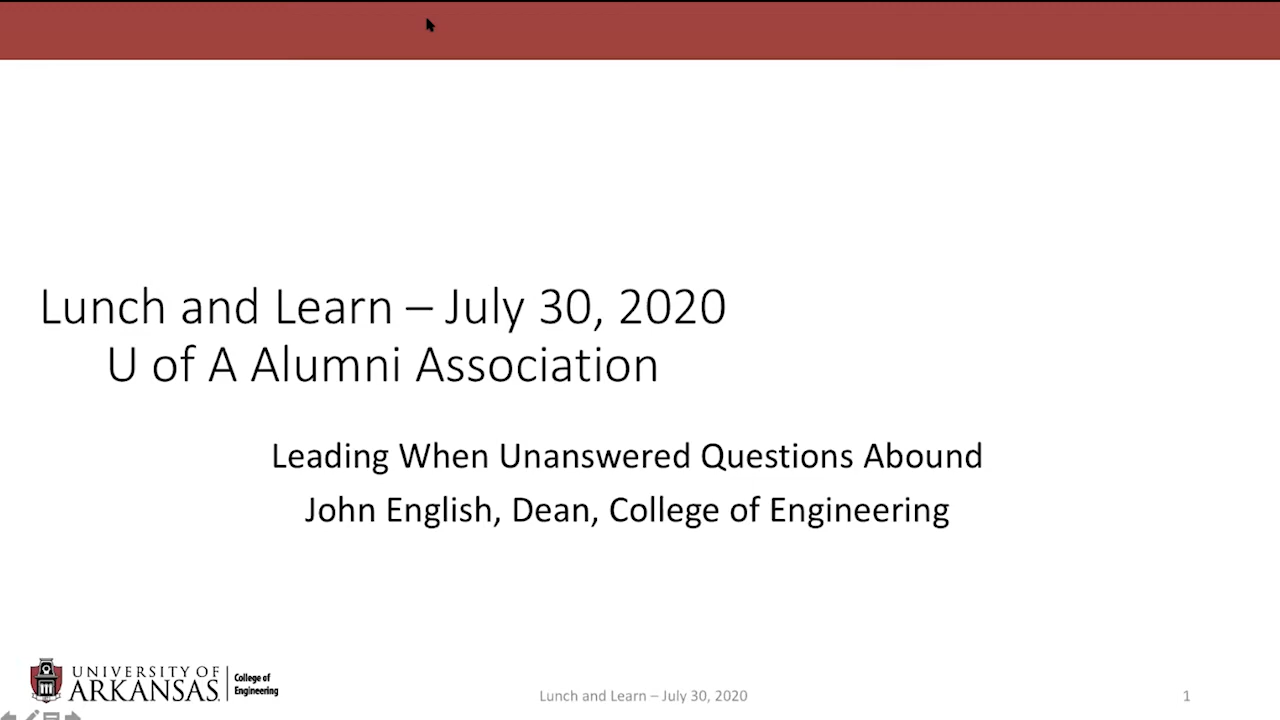 Lunch and Learn – July 30, 2020
U of A Alumni Association
Leading When Unanswered Questions Abound
John English, Dean, College of Engineering
UNIVERSITY OF
ARKANSAS.
College of
Engineering
Lunch and Learn – July 30, 2020
1